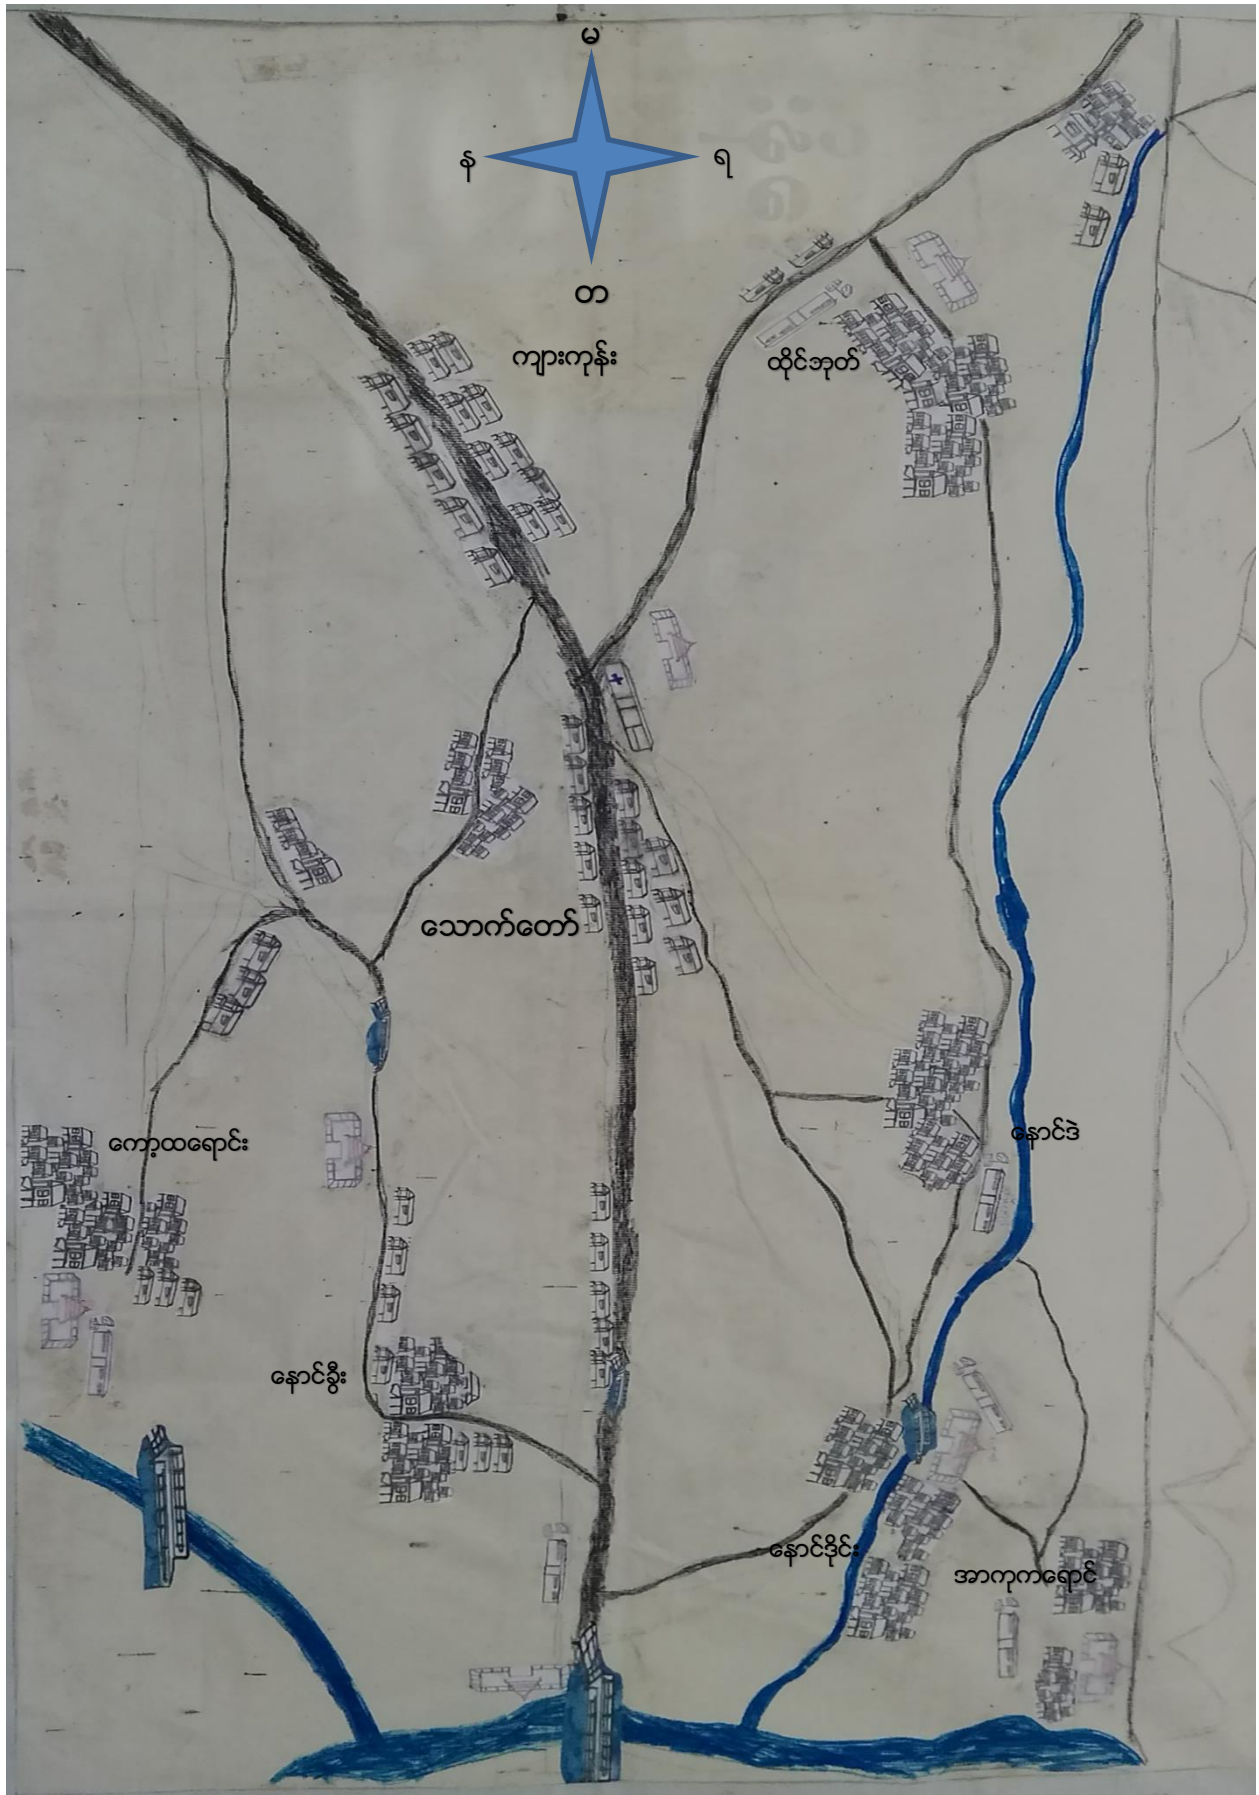 မ
န
ရ
တ
ကျားကုန်း
ထိုင်ဘုတ်
သောက်တော်
ကော့ထရောင်း
နောင်ဒဲ
နောင်ခွီး
နောင်ဒိုင်း
အာကုကရောင်